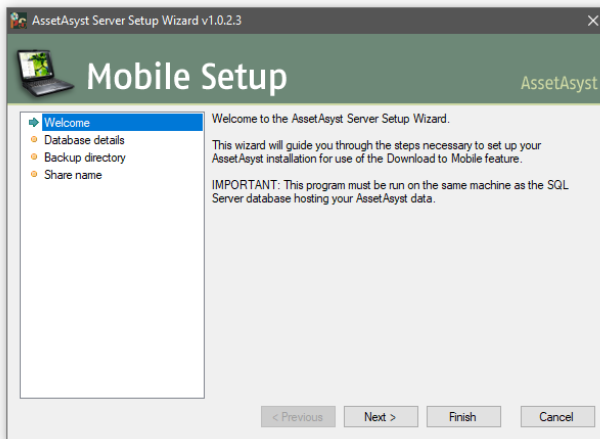 AssetAsyst Server Setup Wizard v1.0.2.3
Mobile Setup
AssetAsyst
Welcome
Database details
Backup directory
Share name
Welcome to the AssetAsyst Server Setup Wizard.
This wizard will guide you through the steps necessary to set up your
AssetAsyst installation for use of the Download to Mobile feature.
IMPORTANT: This program must be run on the same machine as the SQL
Server database hosting your AssetAsyst data.
< Previous
Next >
Finish
Cancel